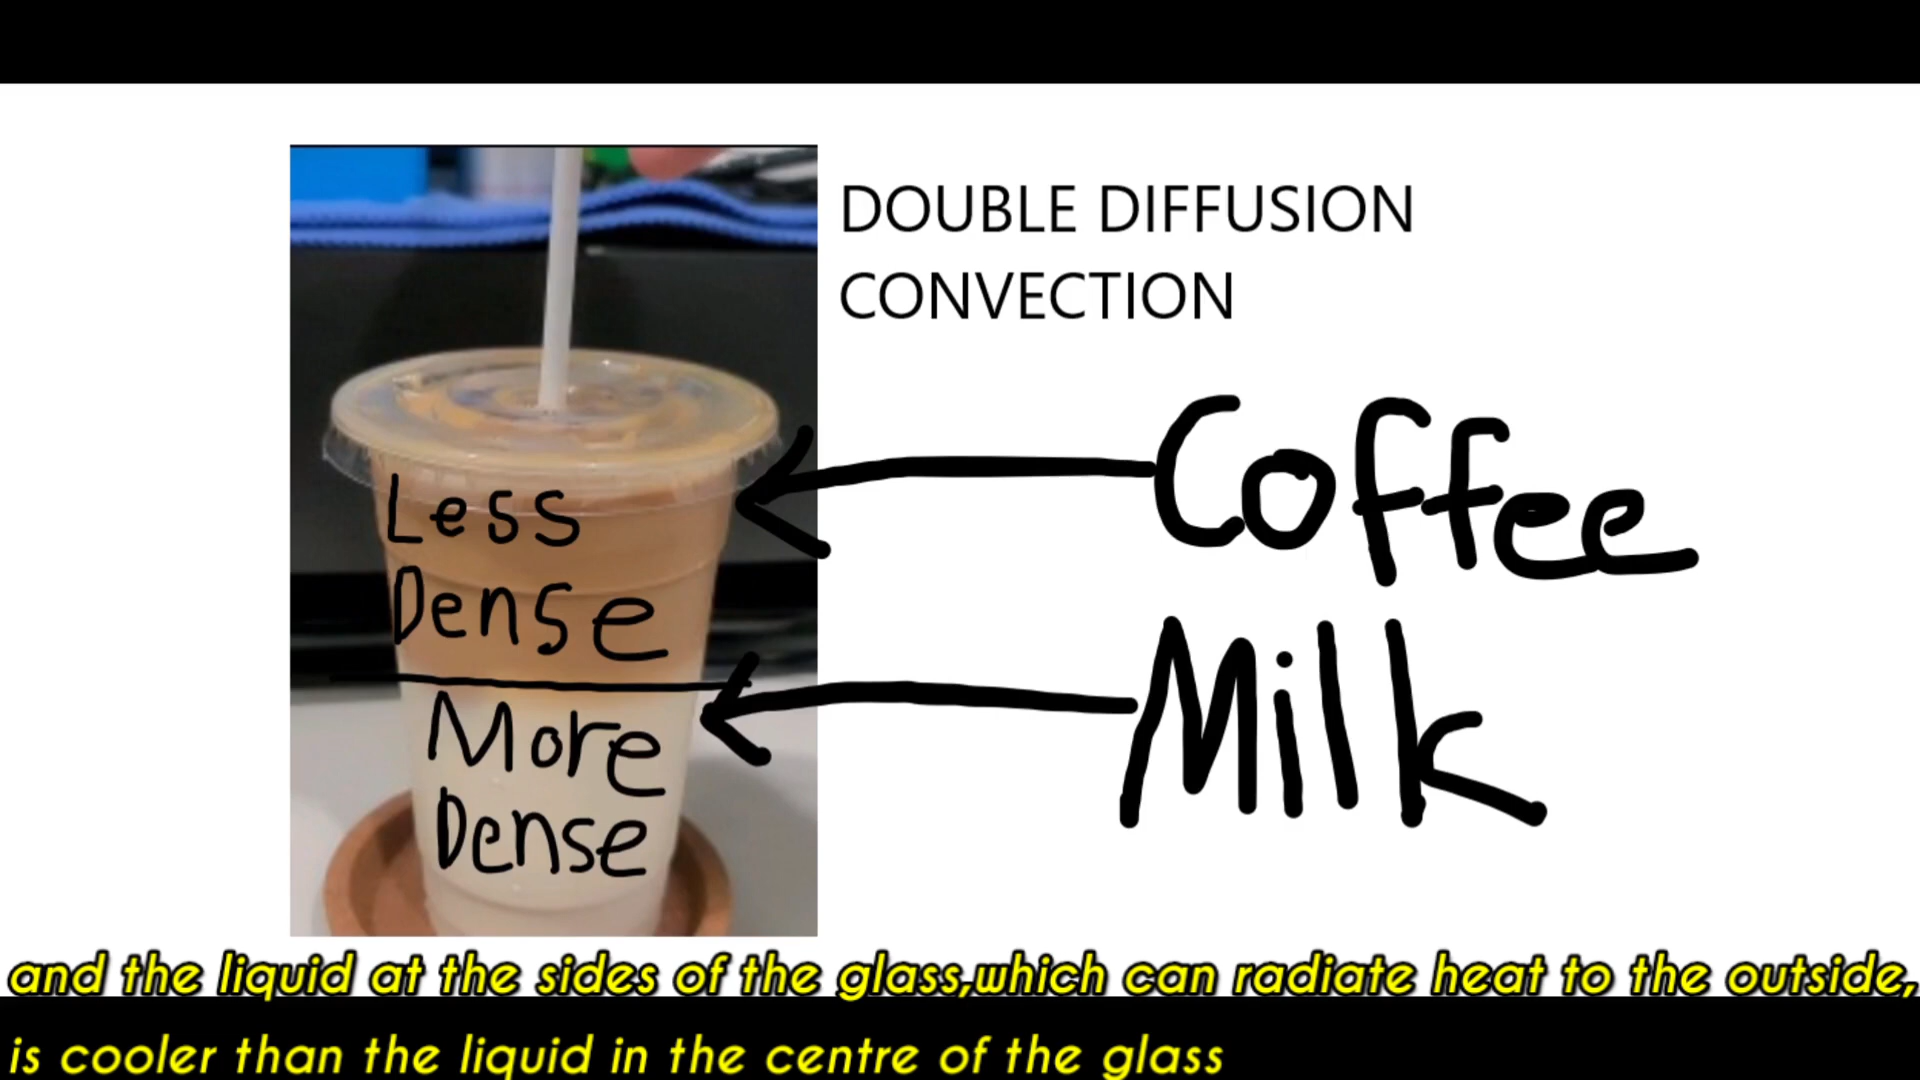 DOUBLE DIFFUSION
CONVECTION
Coffee
Less
Dense
Milk
More
Dense
and the liquid at the sides of the glass,which can radiate heat to the outside,
is cooler than the liquid in the centre of the glass